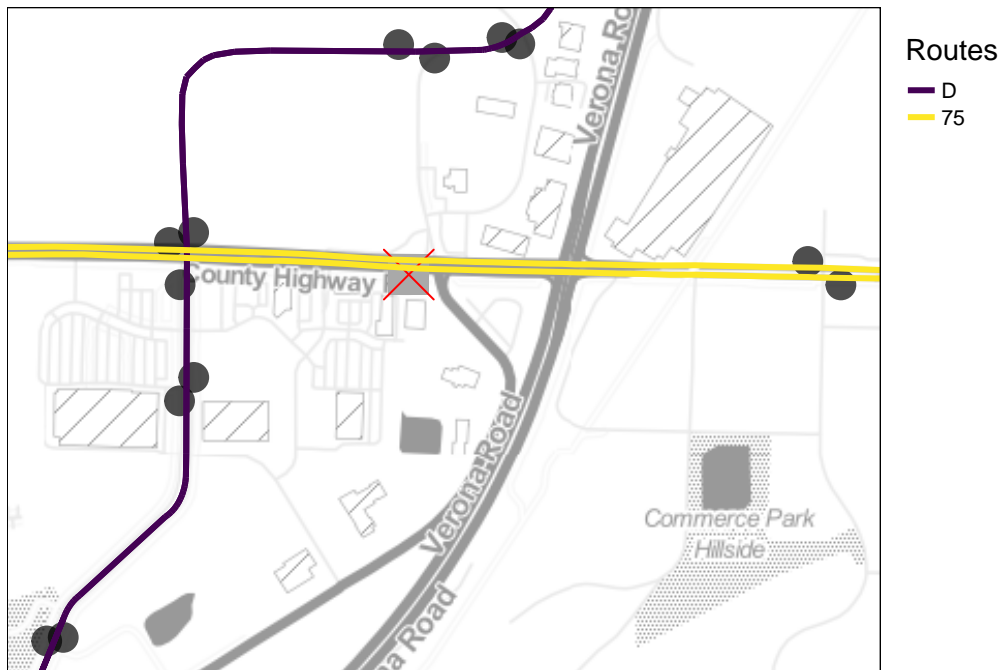 Routes
D
75
Verona Ro
County Highway
Verona Road
Commerce Park
Hillside
na Road